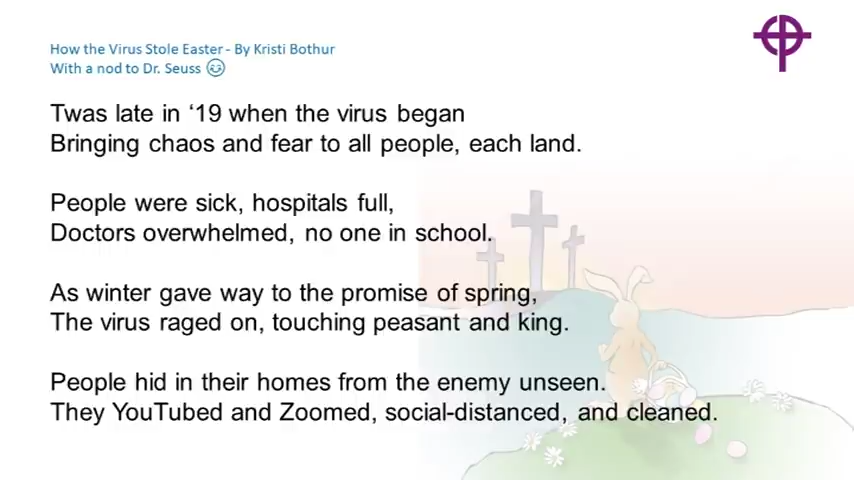 How the Virus Stole Easter - By Kristi Bothur
With a nod to Dr. Seuss 😊
Twas late in ‘19 when the virus began
Bringing chaos and fear to all people, each land.
People were sick, hospitals full,
Doctors overwhelmed, no one in school.
As winter gave way to the promise of spring,
The virus raged on, touching peasant and king.
People hid in their homes from the enemy unseen.
They YouTubed and Zoomed, social-distanced, and cleaned.